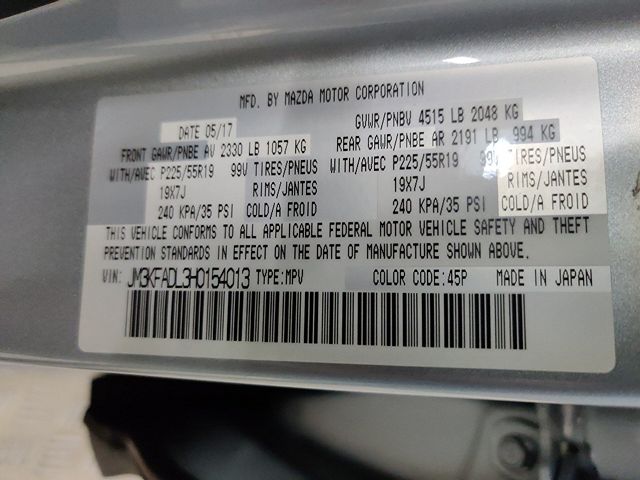 MFD. BY MAZDA MOTOR CORPORATION
DATE 05/17 GVWR/PNBV 4515 LB 2048 KG
FRONT GAWR/PNBE AV 2330 LB 1057 KG REAR GAWR/PNBE AR 2191 LB 994 KG
WITH/AVEC P225/55R19 99V TIRES/PNEUS WITH/AVEC P225/55R19 99V TIRES/PNEUS
19X7J RIMS/JANTES 19X7J RIMS/JANTES
240 KPA/35 PSI COLD/A FROID 240 KPA/35 PSI COLD/A FROID
THIS VEHICLE CONFORMS TO ALL APPLICABLE FEDERAL MOTOR VEHICLE SAFETY AND THEFT
PREVENTION STANDARDS IN EFFECT ON THE DATE OF MANUFACTURE SHOWN ABOVE.
VIN: JM3KFADL3H0154013 TYPE:MPV COLOR CODE:45P MADE IN JAPAN